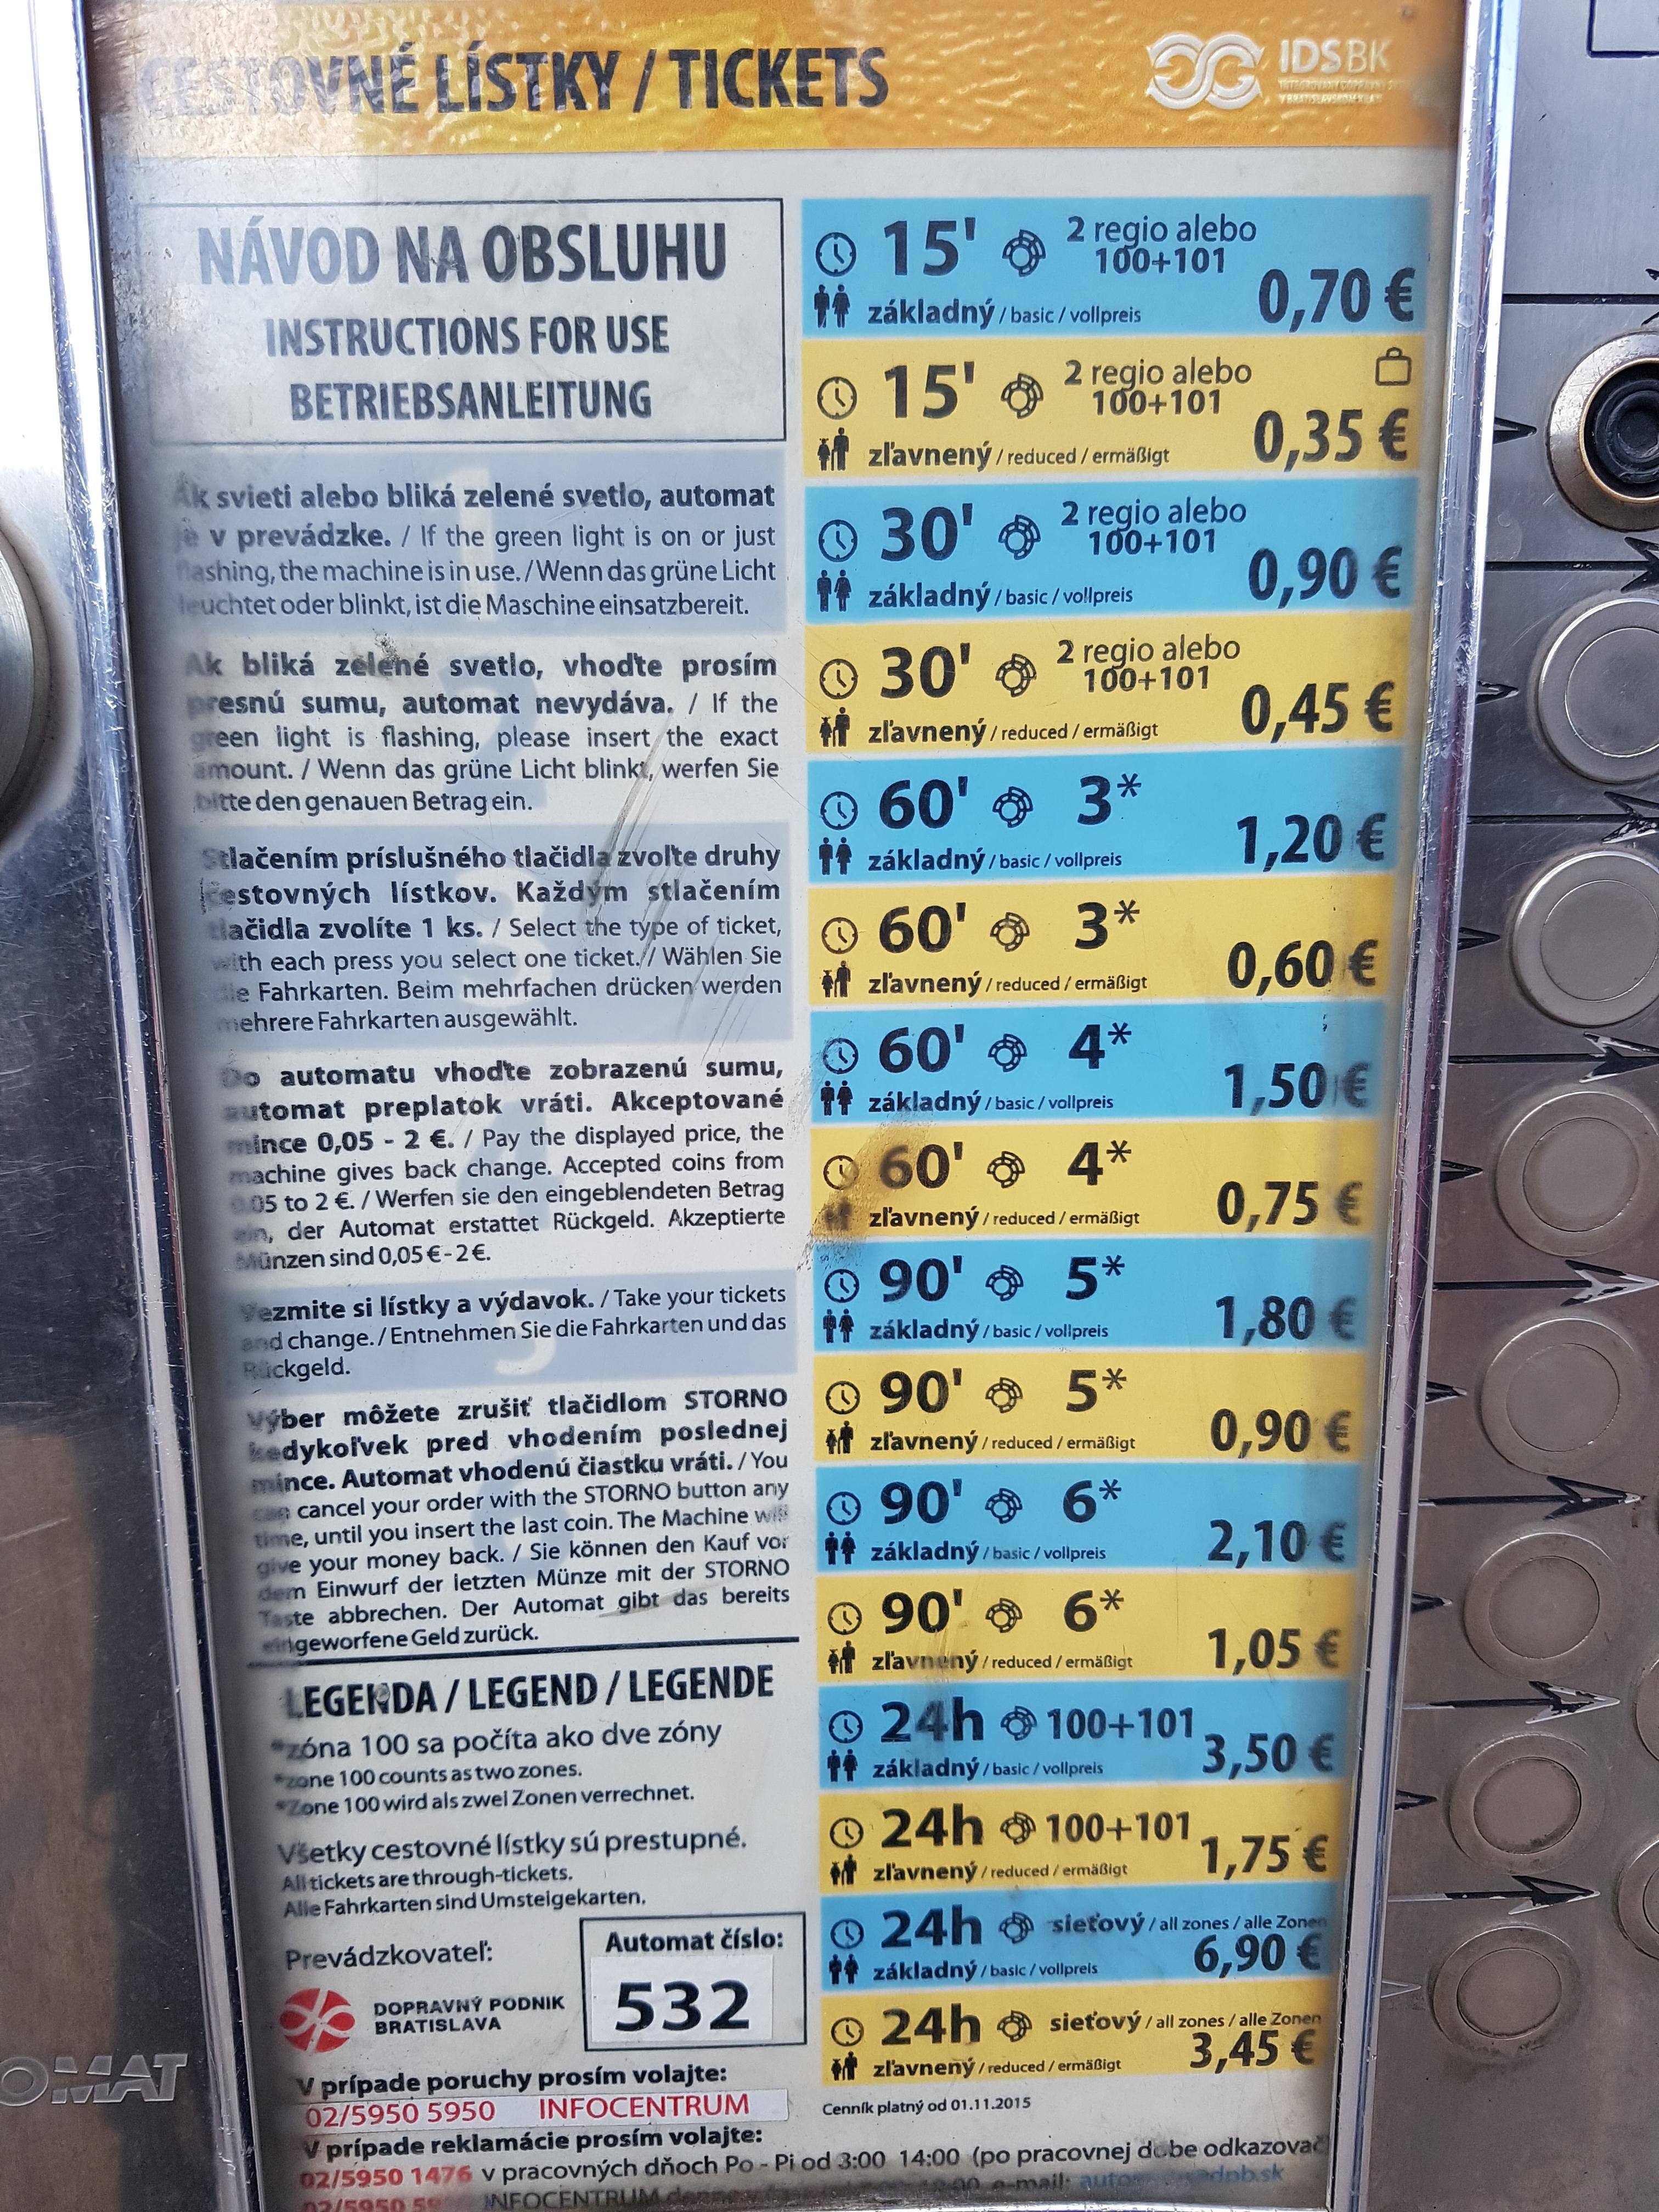 CESTOVNÉ LÍSTKY / TICKETS
IDSBK
NÁVOD NA OBSLUHU
INSTRUCTIONS FOR USE
BETRIEBSANLEITUNG
Ak svieti alebo bliká zelené svetlo, automat
je v prevádzke. / If the green light is on or just
flashing, the machine is in use. / Wenn das grüne Licht
leuchtet oder blinkt, ist die Maschine einsatzbereit.
Ak bliká zelené svetlo, vhoďte prosím
presnú sumu, automat nevydáva. / If the
green light is flashing, please insert the exact
amount. / Wenn das grüne Licht blinkt, werfen Sie
bitte den genauen Betrag ein.
Stlačením príslušného tlačidla zvoľte druhy
cestovných lístkov. Každým stlačením
tlačidla zvolíte 1 ks. / Select the type of ticket,
with each press you select one ticket. / Wählen Sie
die Fahrkarten. Beim mehrfachen drücken werden
mehrere Fahrkarten ausgewählt.
Do automatu vhoďte zobrazenú sumu,
automat preplatok vráti. Akceptované
mince 0,05 - 2 €. / Pay the displayed price, the
machine gives back change. Accepted coins from
0.05 to 2 €. / Werfen sie den eingeblendeten Betrag
ein, der Automat erstattet Rückgeld. Akzeptierte
Münzen sind 0,05 € - 2 €.
Vezmite si lístky a výdavok. / Take your tickets
and change. / Entnehmen Sie die Fahrkarten und das
Rückgeld.
Výber môžete zrušiť tlačidlom STORNO
kedykoľvek pred vhodením poslednej
mince. Automat vhodenú čiastku vráti. / You
can cancel your order with the STORNO button any
time, until you insert the last coin. The Machine will
give your money back. / Sie können den Kauf vor
dem Einwurf der letzten Münze mit der STORNO
Taste abbrechen. Der Automat gibt das bereits
eingeworfene Geld zurück.
LEGENDA / LEGEND / LEGENDE
*zóna 100 sa počíta ako dve zóny
*zone 100 counts as two zones.
*Zone 100 wird als zwei Zonen verrechnet.
Všetky cestovné lístky sú prestupné.
All tickets are through-tickets.
Alle Fahrkarten sind Umsteigekarten.
Prevádzkovateľ:
DOPRAVNÝ PODNIK
BRATISLAVA
Automat číslo:
532
V prípade poruchy prosím volajte:
02/5950 5950 INFOCENTRUM
V prípade reklamácie prosím volajte:
02/5950 1476 v pracovných dňoch Po - Pi od 3:00 14:00 (po pracovnej dobe odkazovač
INFOCENTRUM e-mail:
15' 2 regio alebo
100+101
základný / basic / vollpreis 0,70 €
15' 2 regio alebo
100+101
zľavnený / reduced / ermäßigt 0,35 €
30' 2 regio alebo
100+101
základný / basic / vollpreis 0,90 €
30' 2 regio alebo
100+101
zľavnený / reduced / ermäßigt 0,45 €
60' 3*
základný / basic / vollpreis 1,20 €
60' 3*
zľavnený / reduced / ermäßigt 0,60 €
60' 4*
základný / basic / vollpreis 1,50 €
60' 4*
zľavnený / reduced / ermäßigt 0,75 €
90' 5*
základný / basic / vollpreis 1,80 €
90' 5*
zľavnený / reduced / ermäßigt 0,90 €
90' 6*
základný / basic / vollpreis 2,10 €
90' 6*
zľavnený / reduced / ermäßigt 1,05 €
24h 100+101
základný / basic / vollpreis 3,50 €
24h 100+101
zľavnený / reduced / ermäßigt 1,75 €
24h sieťový / all zones / alle Zonen
základný / basic / vollpreis 6,90 €
24h sieťový / all zones / alle Zonen
zľavnený / reduced / ermäßigt 3,45 €
Cenník platný od 01.11.2015